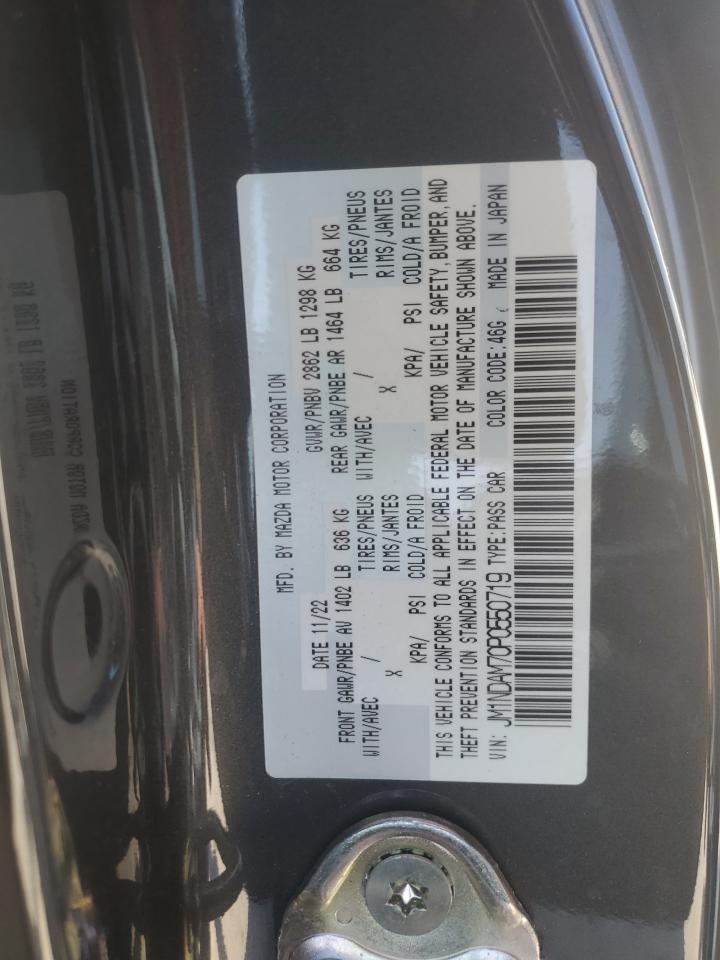 MFD. BY MAZDA MOTOR CORPORATION
DATE 11/22 GVWR/PNBV 2862 LB 1298 KG
FRONT GAWR/PNBE AV 1402 LB 636 KG REAR GAWR/PNBE AR 1464 LB 664 KG
WITH/AVEC / TIRES/PNEUS WITH/AVEC / TIRES/PNEUS
X RIMS/JANTES X RIMS/JANTES
KPA/ PSI COLD/A FROID KPA/ PSI COLD/A FROID
THIS VEHICLE CONFORMS TO ALL APPLICABLE FEDERAL MOTOR VEHICLE SAFETY, BUMPER, AND
THEFT PREVENTION STANDARDS IN EFFECT ON THE DATE OF MANUFACTURE SHOWN ABOVE.
VIN: JM1NDAM70P0550719 TYPE:PASS CAR COLOR CODE:46G MADE IN JAPAN